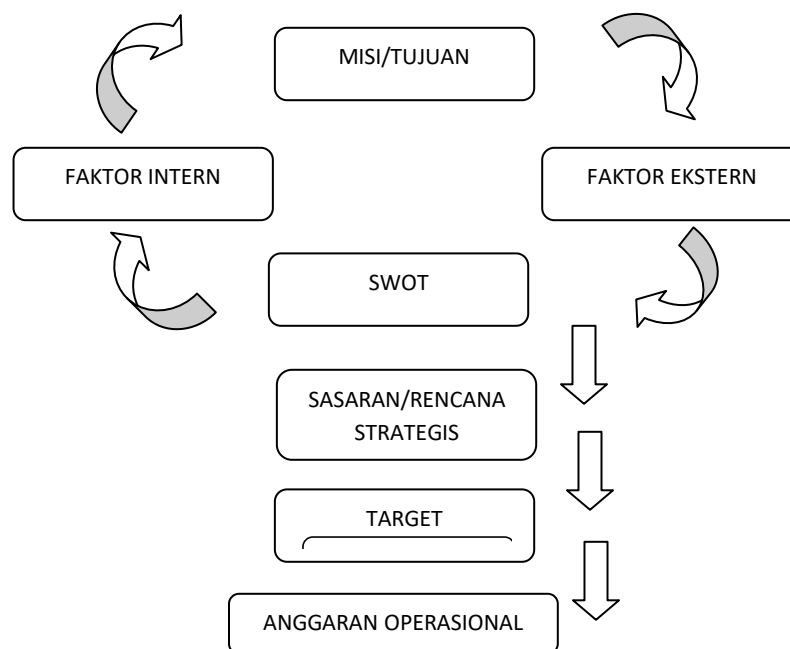 MISI/TUJUAN
FAKTOR INTERN
FAKTOR EKSTERN
SWOT
SASARAN/RENCANA
STRATEGIS
TARGET
ANGGARAN OPERASIONAL